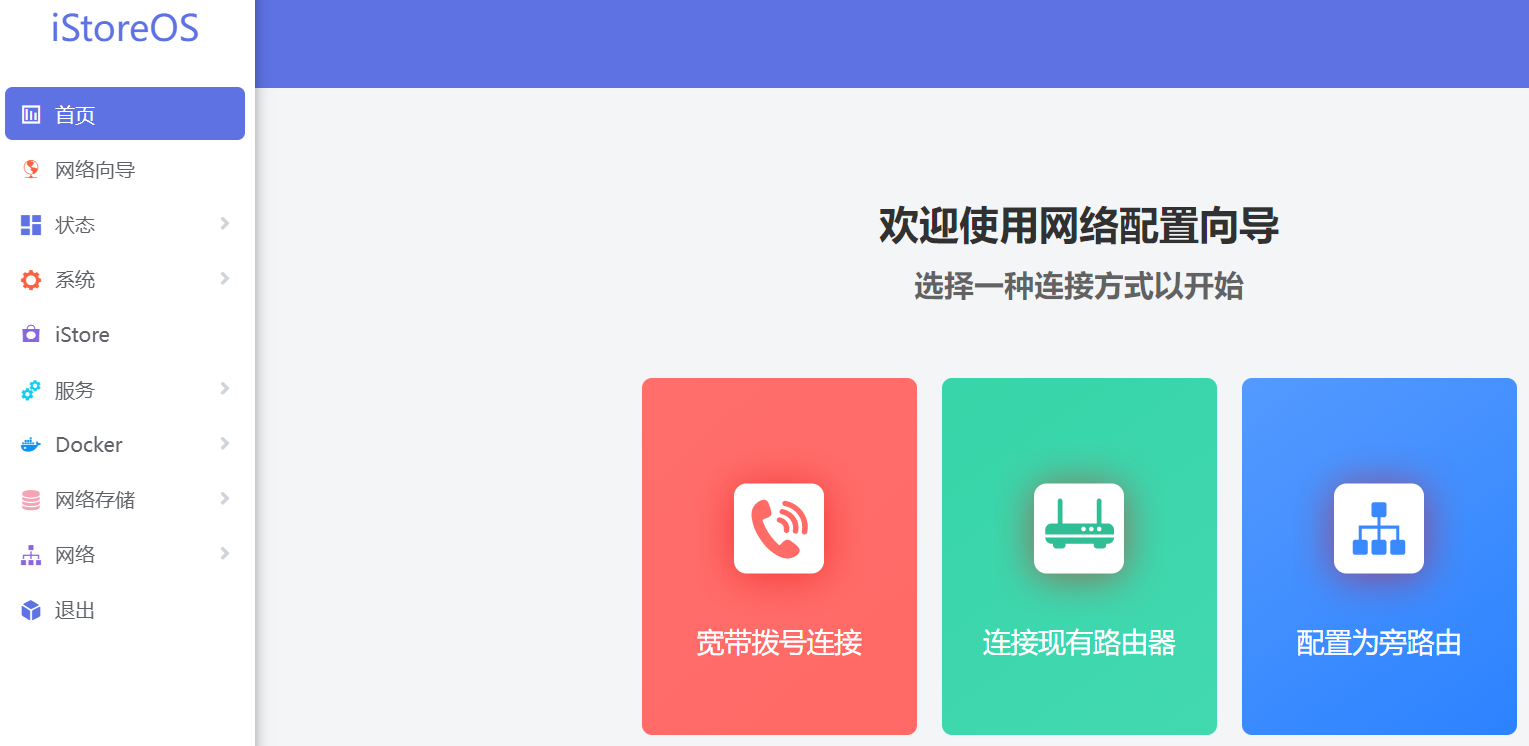 iStoreOS
首页
网络向导
状态
系统
iStore
服务
Docker
网络存储
网络
退出
欢迎使用网络配置向导
选择一种连接方式以开始
宽带拨号连接
连接现有路由器
配置为旁路由